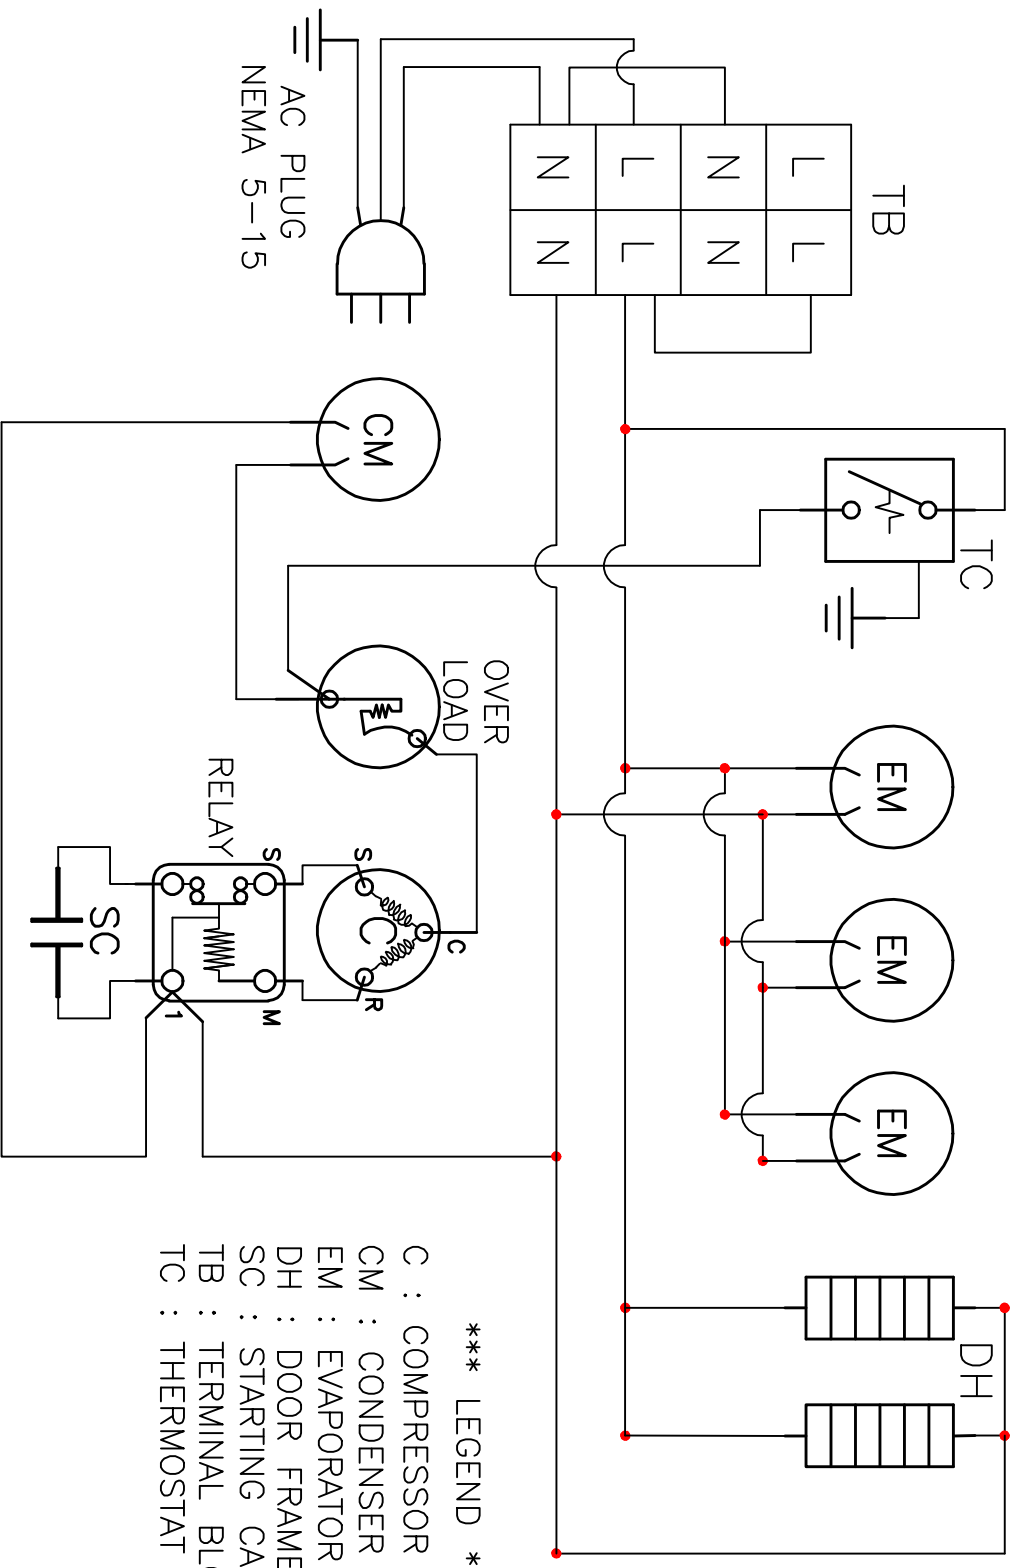 TB
L L
N N
L L
N N
AC PLUG
NEMA 5-15
TC
EM
EM
EM
DH
CM
OVER
LOAD
C
S
R
C
RELAY
S
M
1
SC
*** LEGEND *
C : COMPRESSOR
CM : CONDENSER
EM : EVAPORATOR
DH : DOOR FRAME
SC : STARTING
TB : TERMINAL
TC : THERMOSTAT